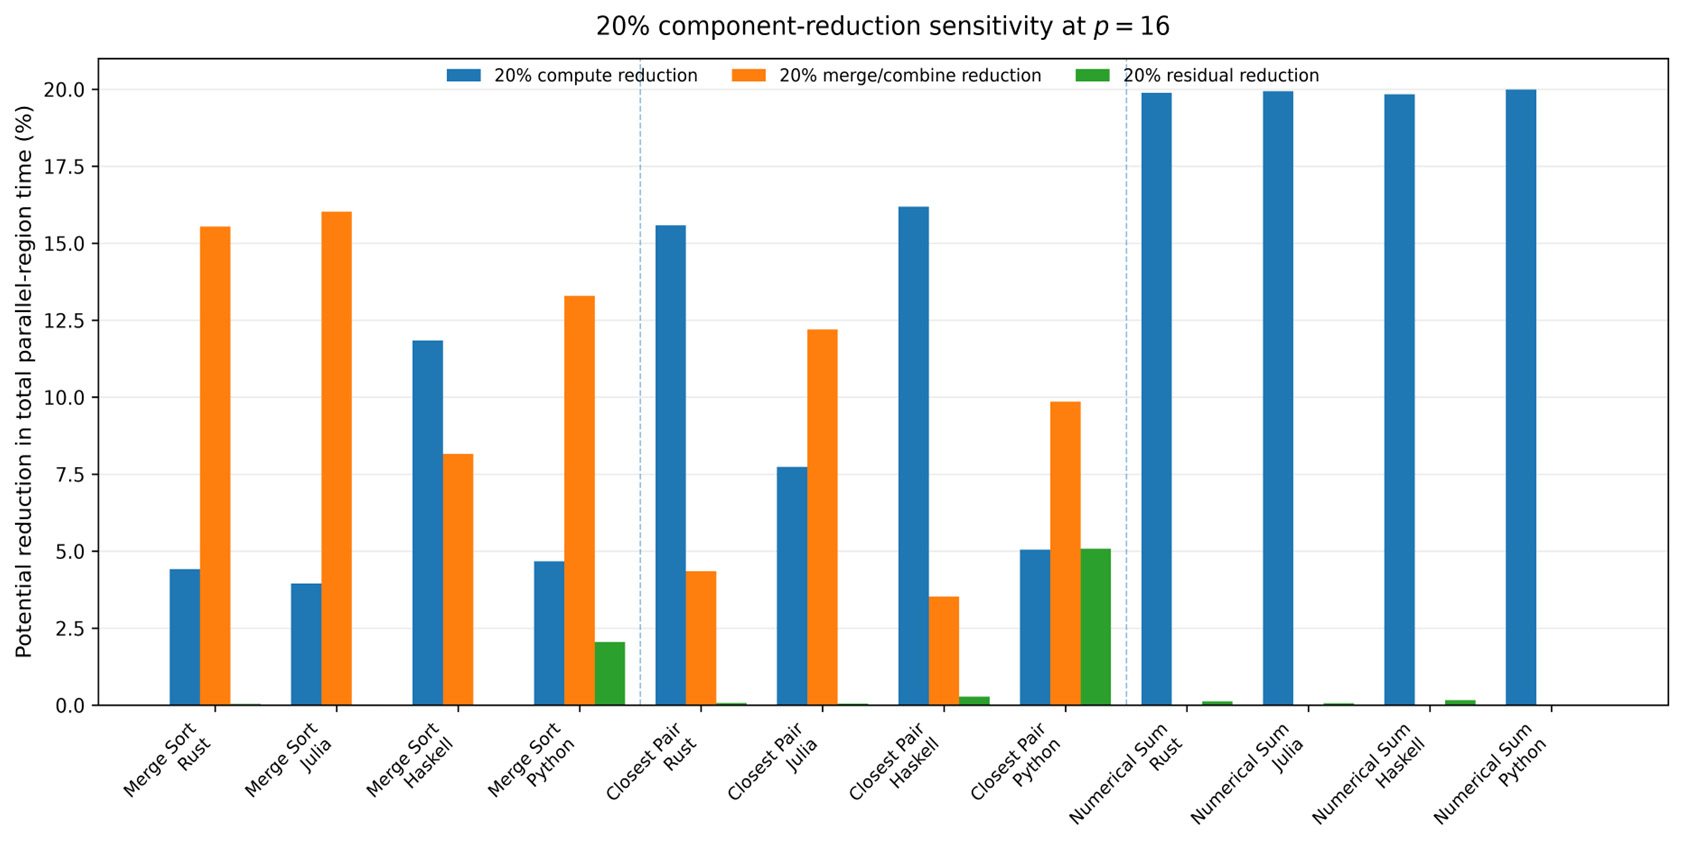 20% component-reduction sensitivity at p = 16
20% compute reduction
20% merge/combine reduction
20% residual reduction
Potential reduction in total parallel-region time (%)
20.0
17.5
15.0
12.5
10.0
7.5
5.0
2.5
0.0
Merge Sort
Rust
Merge Sort
Julia
Merge Sort
Haskell
Merge Sort
Python
Closest Pair
Rust
Closest Pair
Julia
Closest Pair
Haskell
Closest Pair
Python
Numerical Sum
Rust
Numerical Sum
Julia
Numerical Sum
Haskell
Numerical Sum
Python